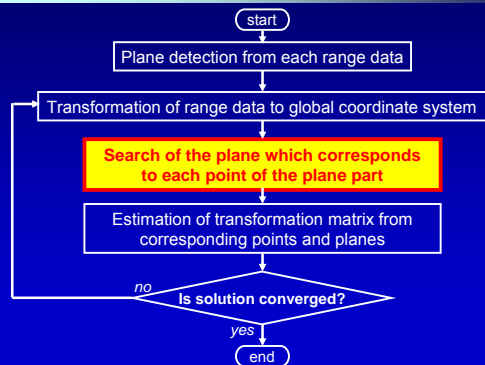 start
Plane detection from each range data
Transformation of range data to global coordinate system
Search of the plane which corresponds
to each point of the plane part
Estimation of transformation matrix from
corresponding points and planes
no
Is solution converged?
yes
end